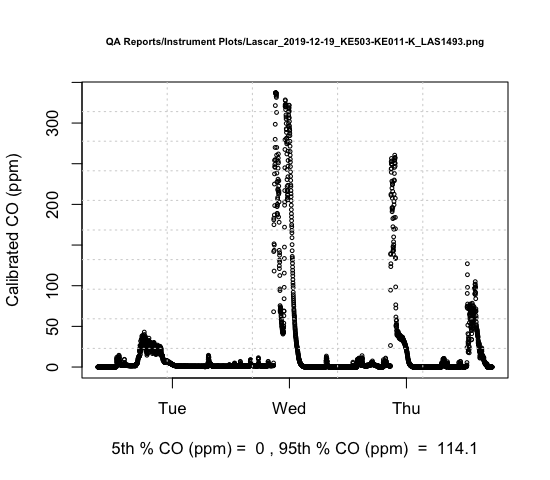 QA Reports/Instrument Plots/Lascar_2019-12-19_KE503-KE011-K_LAS1493.png
Calibrated CO (ppm)
300
200
100
50
0
Tue Wed Thu
5th % CO (ppm) = 0 , 95th % CO (ppm) = 114.1